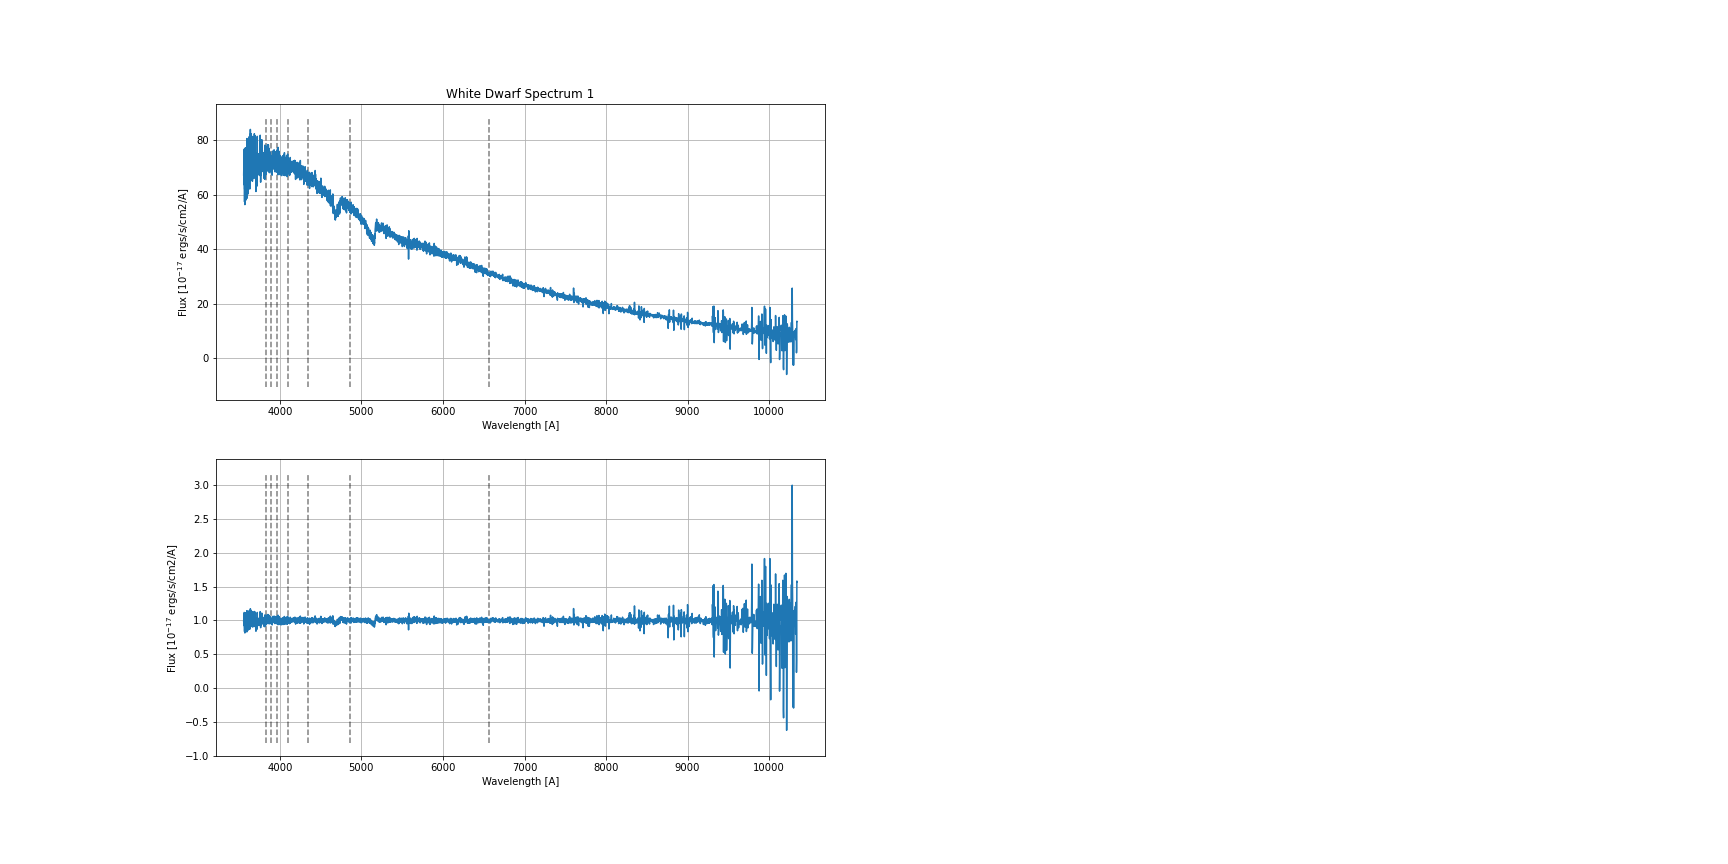 White Dwarf Spectrum 1
Flux [10⁻¹⁷ ergs/s/cm2/A]
80
60
40
20
0
4000 5000 6000 7000 8000 9000 10000
Wavelength [A]
Flux [10⁻¹⁷ ergs/s/cm2/A]
3.0
2.5
2.0
1.5
1.0
0.5
0.0
−0.5
−1.0
4000 5000 6000 7000 8000 9000 10000
Wavelength [A]